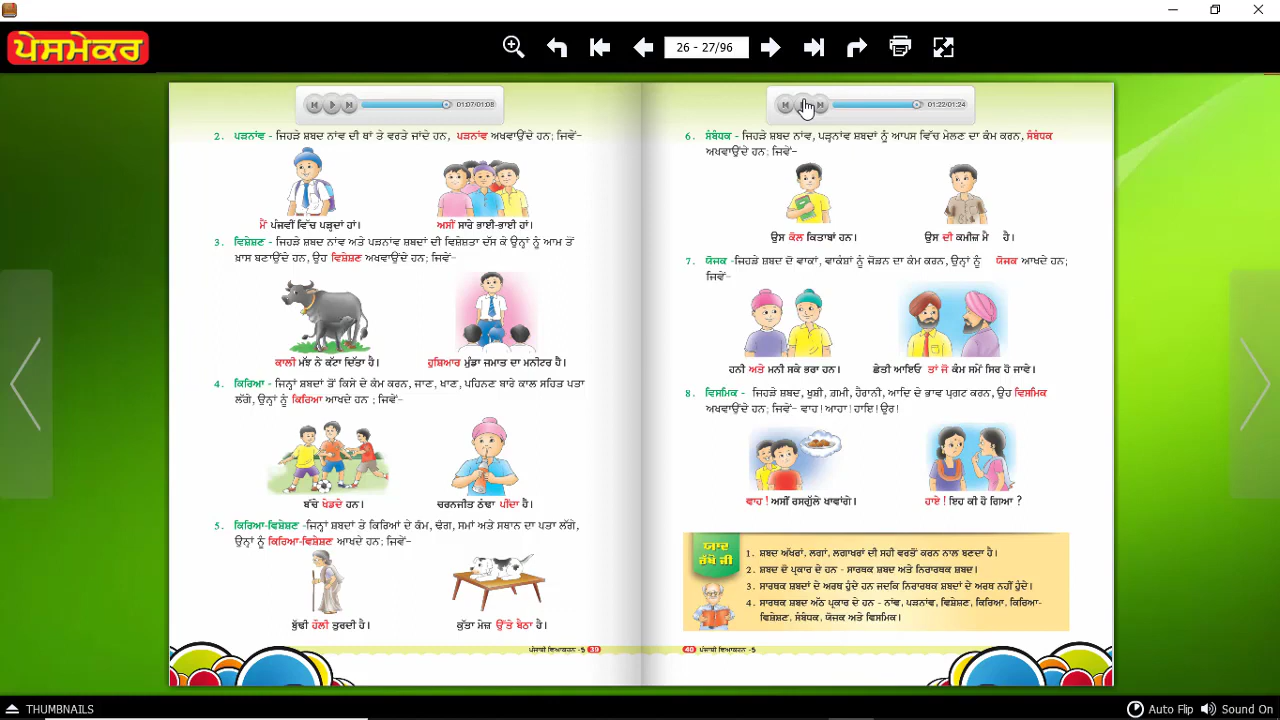 ਪੇਸਮੇਕਰ
26 - 27/96
01:07/01:08
2. ਪੜਨਾਂਵ - ਜਿਹੜੇ ਸ਼ਬਦ ਨਾਂਵ ਦੀ ਥਾਂ ਤੇ ਵਰਤੇ ਜਾਂਦੇ ਹਨ, ਪੜਨਾਂਵ ਅਖਵਾਉਂਦੇ ਹਨ; ਜਿਵੇਂ-
ਮੈਂ ਪੰਜਵੀਂ ਵਿੱਚ ਪੜ੍ਹਦਾਂ ਹਾਂ।
ਅਸੀਂ ਸਾਰੇ ਭਾਈ-ਭਾਈ ਹਾਂ।
3. ਵਿਸ਼ੇਸ਼ਣ - ਜਿਹੜੇ ਸ਼ਬਦ ਨਾਂਵ ਅਤੇ ਪੜਨਾਂਵ ਸ਼ਬਦਾਂ ਦੀ ਵਿਸ਼ੇਸ਼ਤਾ ਦੱਸ ਕੇ ਉਨ੍ਹਾਂ ਨੂੰ ਆਮ ਤੋਂ
ਖ਼ਾਸ ਬਣਾਉਂਦੇ ਹਨ, ਉਹ ਵਿਸ਼ੇਸ਼ਣ ਅਖਵਾਉਂਦੇ ਹਨ; ਜਿਵੇਂ-
ਕਾਲੀ ਮੱਝ ਨੇ ਕੱਟਾ ਦਿੱਤਾ ਹੈ।
ਹੁਸ਼ਿਆਰ ਮੁੰਡਾ ਜਮਾਤ ਦਾ ਮਨੀਟਰ ਹੈ।
4. ਕਿਰਿਆ - ਜਿਨ੍ਹਾਂ ਸ਼ਬਦਾਂ ਤੋਂ ਕਿਸੇ ਦੇ ਕੰਮ ਕਰਨ, ਜਾਣ, ਖਾਣ, ਪਹਿਨਣ ਬਾਰੇ ਕਾਲ ਸਹਿਤ ਪਤਾ
ਲੱਗੇ, ਉਨ੍ਹਾਂ ਨੂੰ ਕਿਰਿਆ ਆਖਦੇ ਹਨ ; ਜਿਵੇਂ-
ਬੱਚੇ ਖੇਡਦੇ ਹਨ।
ਚਰਨਜੀਤ ਠੰਢਾ ਪੀਂਦਾ ਹੈ।
5. ਕਿਰਿਆ-ਵਿਸ਼ੇਸ਼ਣ -ਜਿਨ੍ਹਾਂ ਸ਼ਬਦਾਂ ਤੇ ਕਿਰਿਆਂ ਦੇ ਕੰਮ, ਢੰਗ, ਸਮਾਂ ਅਤੇ ਸਥਾਨ ਦਾ ਪਤਾ ਲੱਗੇ,
ਉਨ੍ਹਾਂ ਨੂੰ ਕਿਰਿਆ-ਵਿਸ਼ੇਸ਼ਣ ਆਖਦੇ ਹਨ; ਜਿਵੇਂ-
ਬੁੱਢੀ ਹੌਲੀ ਤੁਰਦੀ ਹੈ।
ਕੁੱਤਾ ਮੇਜ਼ ਉੱਤੇ ਬੈਠਾ ਹੈ।
ਪੰਜਾਬੀ ਵਿਆਕਰਨ -5 39
01:22/01:24
6. ਸੰਬੰਧਕ - ਜਿਹੜੇ ਸ਼ਬਦ ਨਾਂਵ, ਪੜ੍ਹਨਾਂਵ ਸ਼ਬਦਾਂ ਨੂੰ ਆਪਸ ਵਿੱਚ ਮੇਲਣ ਦਾ ਕੰਮ ਕਰਨ, ਸੰਬੰਧਕ
ਅਖਵਾਉਂਦੇ ਹਨ; ਜਿਵੇਂ-
ਉਸ ਕੋਲ ਕਿਤਾਬਾਂ ਹਨ।
ਉਸ ਦੀ ਕਮੀਜ਼ ਮੈ ਹੈ।
7. ਯੋਜਕ -ਜਿਹੜੇ ਸ਼ਬਦ ਦੋ ਵਾਕਾਂ, ਵਾਕੰਸ਼ਾਂ ਨੂੰ ਜੋੜਨ ਦਾ ਕੰਮ ਕਰਨ, ਉਨ੍ਹਾਂ ਨੂੰ ਯੋਜਕ ਆਖਦੇ ਹਨ;
ਜਿਵੇਂ-
ਹਨੀ ਅਤੇ ਮਨੀ ਸਕੇ ਭਰਾ ਹਨ।
ਛੇਤੀ ਆਇਓ ਤਾਂ ਜੋ ਕੰਮ ਸਮੇਂ ਸਿਰ ਹੋ ਜਾਵੇ।
8. ਵਿਸਮਿਕ - ਜਿਹੜੇ ਸ਼ਬਦ, ਖੁਸ਼ੀ, ਗ਼ਮੀ, ਹੈਰਾਨੀ, ਆਦਿ ਦੇ ਭਾਵ ਪ੍ਰਗਟ ਕਰਨ, ਉਹ ਵਿਸਮਿਕ
ਅਖਵਾਉਂਦੇ ਹਨ; ਜਿਵੇਂ- ਵਾਹ! ਆਹਾ! ਹਾਇ! ਉਰ!
ਵਾਹ ! ਅਸੀਂ ਰਸਗੁੱਲੇ ਖਾਵਾਂਗੇ।
ਹਾਏ ! ਇਹ ਕੀ ਹੋ ਗਿਆ ?
ਯਾਦ
ਰੱਖੋ ਜੀ
1. ਸ਼ਬਦ ਅੱਖਰਾਂ, ਲਗਾਂ, ਲਗਾਖਰਾਂ ਦੀ ਸਹੀ ਵਰਤੋਂ ਕਰਨ ਨਾਲ ਬਣਦਾ ਹੈ।
2. ਸ਼ਬਦ ਦੋ ਪ੍ਰਕਾਰ ਦੇ ਹਨ - ਸਾਰਥਕ ਸ਼ਬਦ ਅਤੇ ਨਿਰਾਰਥਕ ਸ਼ਬਦ।
3. ਸਾਰਥਕ ਸ਼ਬਦਾਂ ਦੇ ਅਰਥ ਹੁੰਦੇ ਹਨ ਜਦਕਿ ਨਿਰਾਰਥਕ ਸ਼ਬਦਾਂ ਦੇ ਅਰਥ ਨਹੀਂ ਹੁੰਦੇ।
4. ਸਾਰਥਕ ਸ਼ਬਦ ਅੱਠ ਪ੍ਰਕਾਰ ਦੇ ਹਨ - ਨਾਂਵ, ਪੜਨਾਂਵ, ਵਿਸ਼ੇਸ਼ਣ, ਕਿਰਿਆ, ਕਿਰਿਆ-
ਵਿਸ਼ੇਸ਼ਣ, ਸੰਬੰਧਕ, ਯੋਜਕ ਅਤੇ ਵਿਸਮਿਕ।
40 ਪੰਜਾਬੀ ਵਿਆਕਰਨ -5
THUMBNAILS
Auto Flip
Sound On